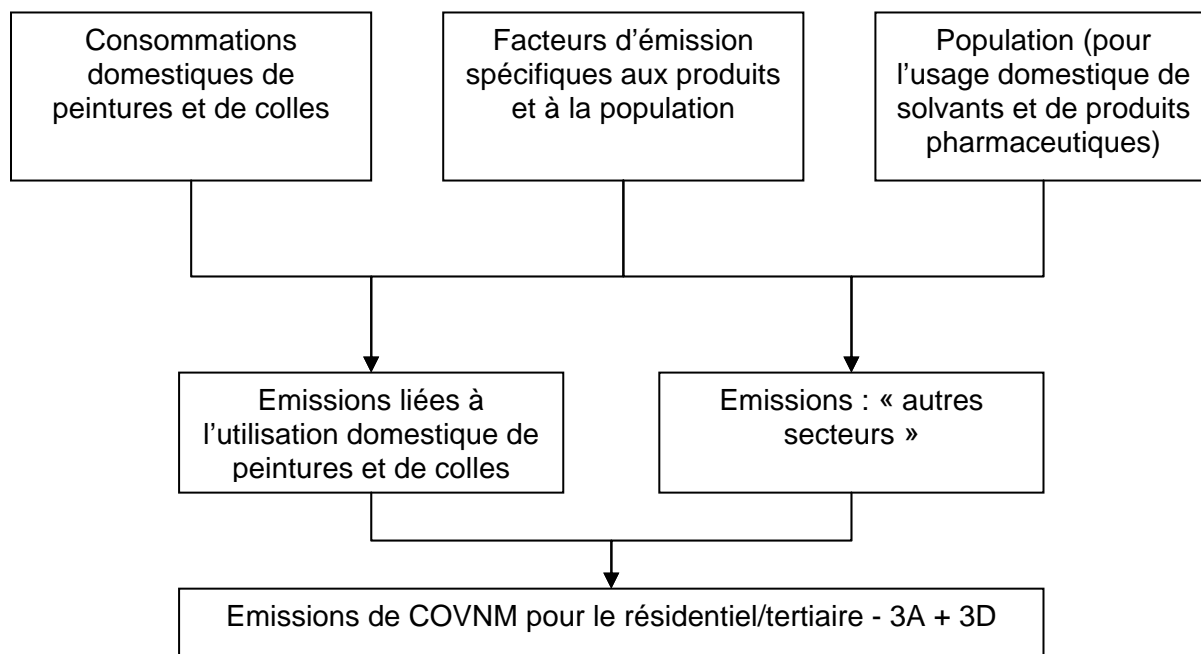 Consommations
domestiques de
peintures et de colles
Facteurs d’émission
spécifiques aux produits
et à la population
Population (pour
l’usage domestique de
solvants et de produits
pharmaceutiques)
Emissions liées à
l’utilisation domestique de
peintures et de colles
Emissions : « autres
secteurs »
Emissions de COVNM pour le résidentiel/tertiaire - 3A + 3D